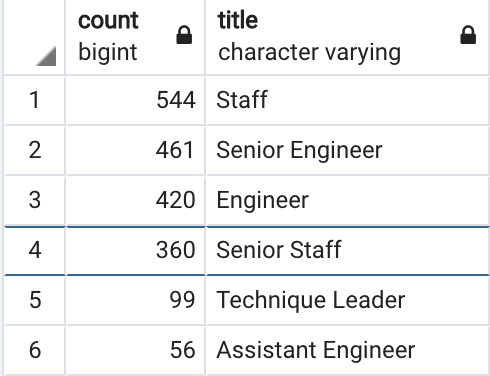 count title
bigint character varying
1 544 Staff
2 461 Senior Engineer
3 420 Engineer
4 360 Senior Staff
5 99 Technique Leader
6 56 Assistant Engineer